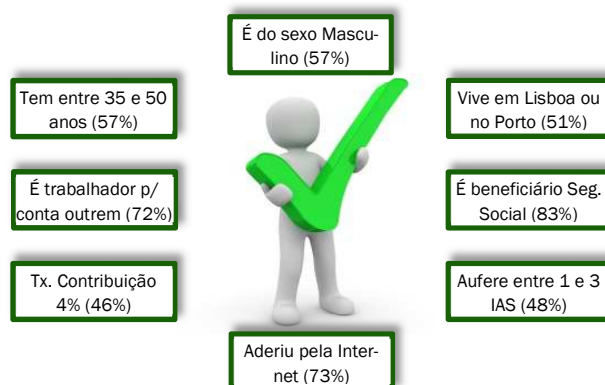 É do sexo Mascu-
lino (57%)
Tem entre 35 e 50
anos (57%)
Vive em Lisboa ou
no Porto (51%)
É trabalhador p/
conta outrem (72%)
É beneficiário Seg.
Social (83%)
Tx. Contribuição
4% (46%)
Aufere entre 1 e 3
IAS (48%)
Aderiu pela Inter-
net (73%)